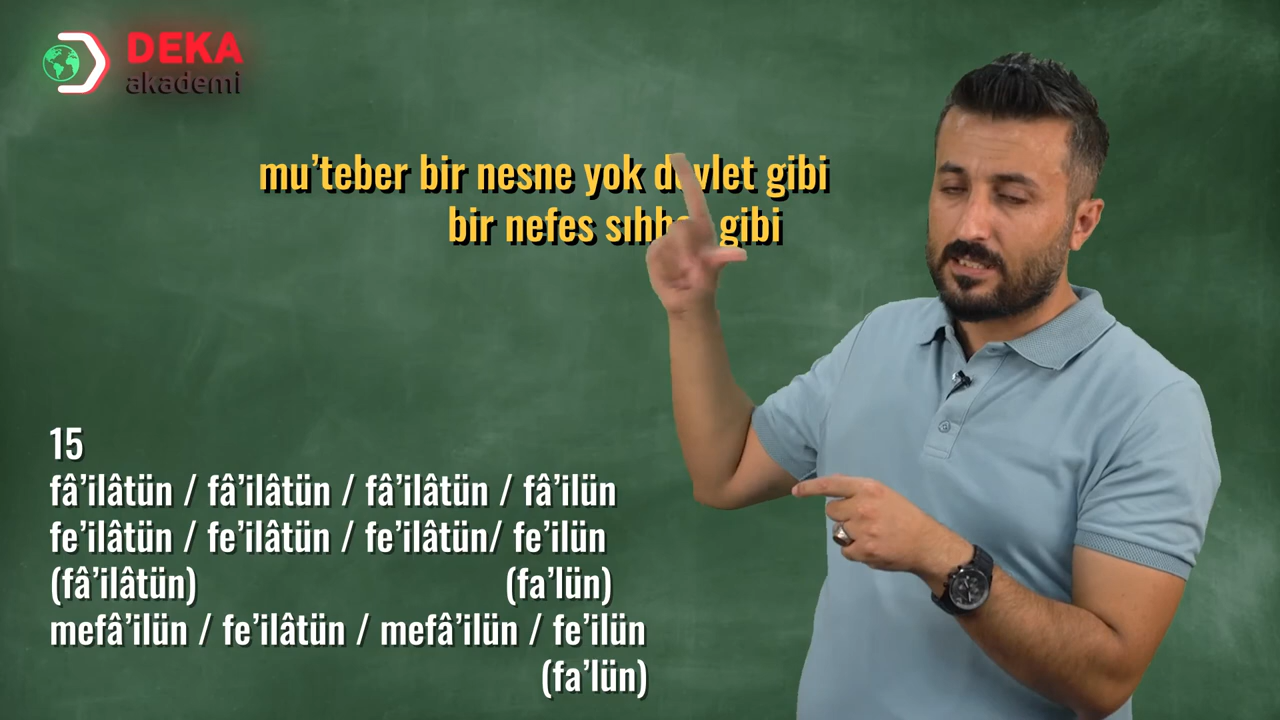 DEKA
akademi
mu'teber bir nesne yok devlet gibi
bir nefes gibi
15
fâ'ilâtün / fâ'ilâtün / fâ'ilâtün / fâ'ilün
fe'ilâtün / fe'ilâtün / fe'ilâtün/ fe'ilün
(fâ'ilâtün) (fa'lün)
mefâ'ilün / fe'ilâtün / mefâ'ilün / fe'ilün
(fa'lün)